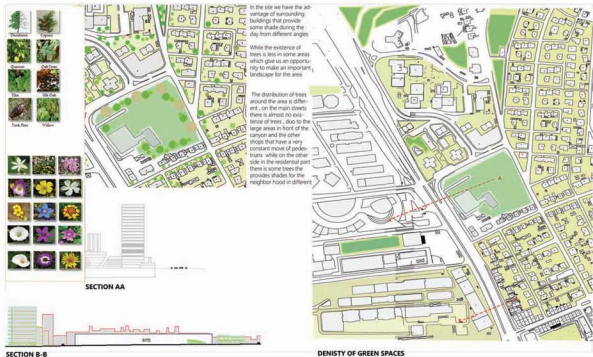 Cypress
Oak Trees
Elm
Silk Oak
Willow
In the site we have the ad-
vantage of surrounding
buildings that provide
some shade during the
day from different angles
While the existence of
trees is less in some areas
which give us an opportu-
nity to make an important
landscape for the area
The distribution of trees
around the area is differ-
ent , on the main streets
there is almost no exis-
tence of trees , duo to the
large areas in front of the
canyon and the other
shops that have a very
constant move of pedes-
trians while on the other
side in the residential part
there is some trees the
provides shades for the
neighbor hood in different
SECTION AA
SITE
SECTION B-B
DENISTY OF GREEN SPACES